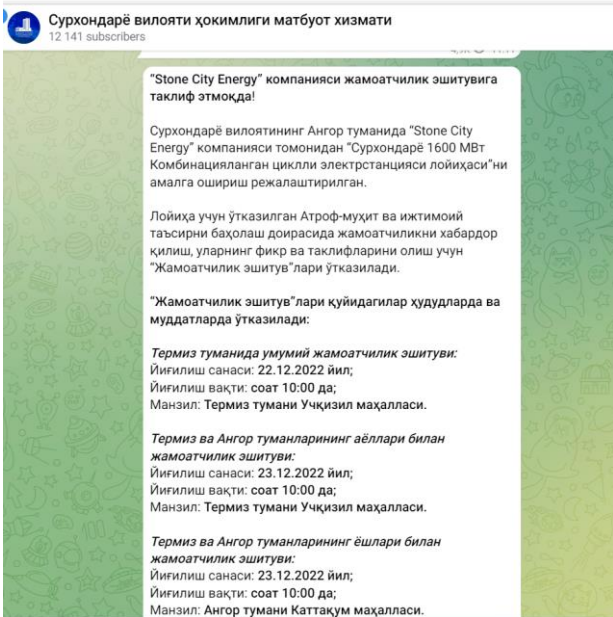 Сурхондарё вилояти ҳокимлиги матбуот хизмати
12 141 subscribers
"Stone City Energy" компанияси жамоатчилик эшитувига
таклиф этмоқда!
Сурхондарё вилоятининг Ангор туманида "Stone City
Energy" компанияси томонидан "Сурхондарё 1600 МВт
Комбинацияланган циклли электрстанцияси лойиҳаси"ни
амалга ошириш режалаштирилган.
Лойиҳа учун ўтказилган Атроф-муҳит ва ижтимоий
таъсирни баҳолаш доирасида жамоатчиликни хабардор
қилиш, уларнинг фикр ва таклифларини олиш учун
"Жамоатчилик эшитув"лари ўтказилади.
"Жамоатчилик эшитув"лари қуйидагилар ҳудудларда ва
муддатларда ўтказилади:
Термиз туманида умумий жамоатчилик эшитуви:
Йиғилиш санаси: 22.12.2022 йил;
Йиғилиш вақти: соат 10:00 да;
Манзил: Термиз тумани Учқизил маҳалласи.
Термиз ва Ангор туманларининг аёллари билан
жамоатчилик эшитуви:
Йиғилиш санаси: 23.12.2022 йил;
Йиғилиш вақти: соат 10:00 да;
Манзил: Термиз тумани Учқизил маҳалласи.
Термиз ва Ангор туманларининг ёшлари билан
жамоатчилик эшитуви:
Йиғилиш санаси: 23.12.2022 йил;
Йиғилиш вақти: соат 10:00 да;
Манзил: Ангор тумани Каттақум маҳалласи.